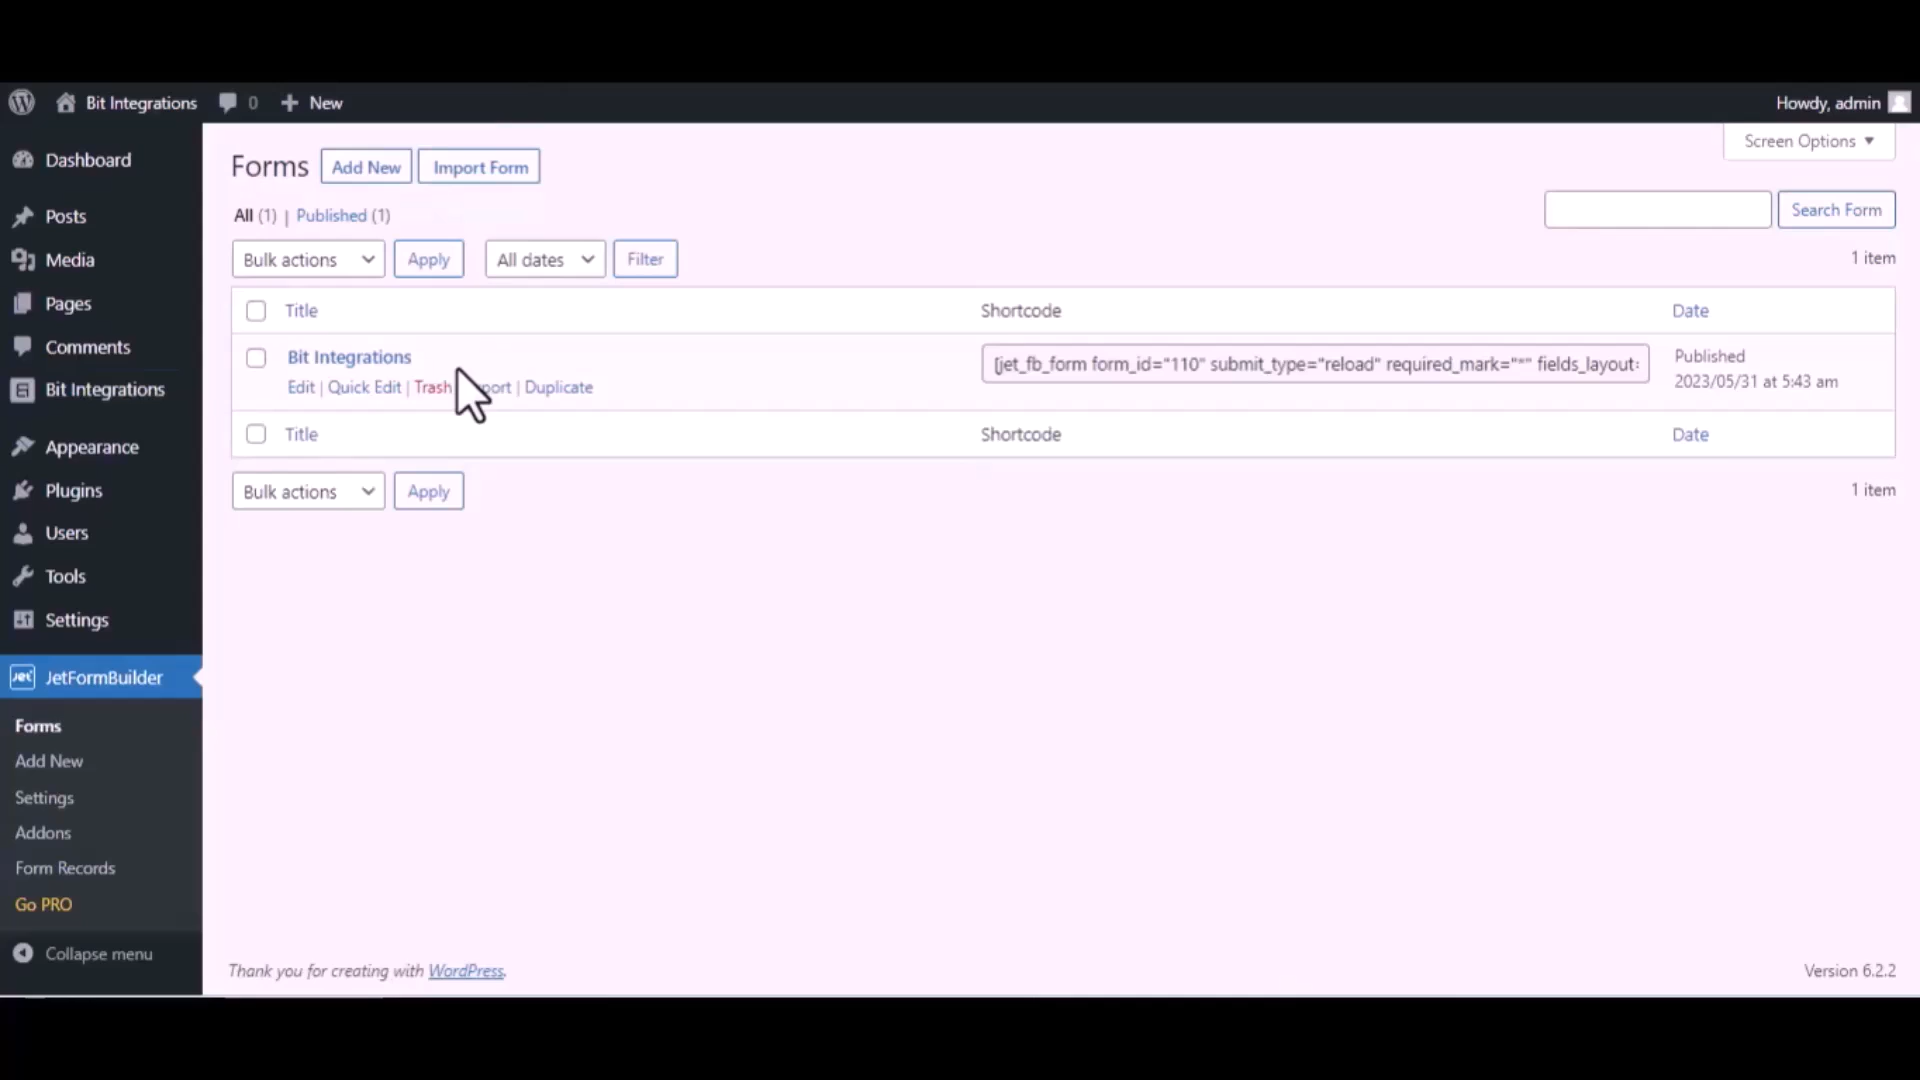 Bit Integrations 0 New Howdy, admin
Screen Options
Dashboard
Posts
Media
Pages
Comments
Bit Integrations
Appearance
Plugins
Users
Tools
Settings
Jet JetFormBuilder
Forms
Add New
Settings
Addons
Form Records
Go PRO
Collapse menu
Forms Add New Import Form
All (1) | Published (1)
Search Form
Bulk actions Apply All dates Filter 1 item
Title Shortcode Date
Bit Integrations [jet_fb_form form_id="110" submit_type="reload" required_mark="*" fields_layout= Published
Edit | Quick Edit | Trash | Duplicate 2023/05/31 at 5:43 am
Title Shortcode Date
Bulk actions Apply 1 item
Thank you for creating with WordPress. Version 6.2.2